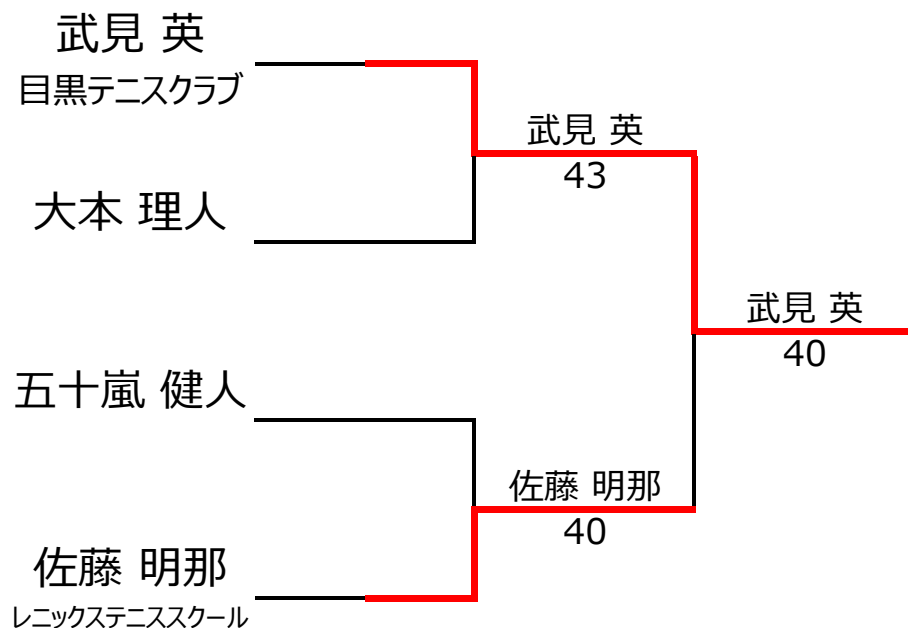 武見 英
目黒テニスクラブ
武見 英
43
大本 理人
武見 英
40
五十嵐 健人
佐藤 明那
40
佐藤 明那
レニックステニススクール